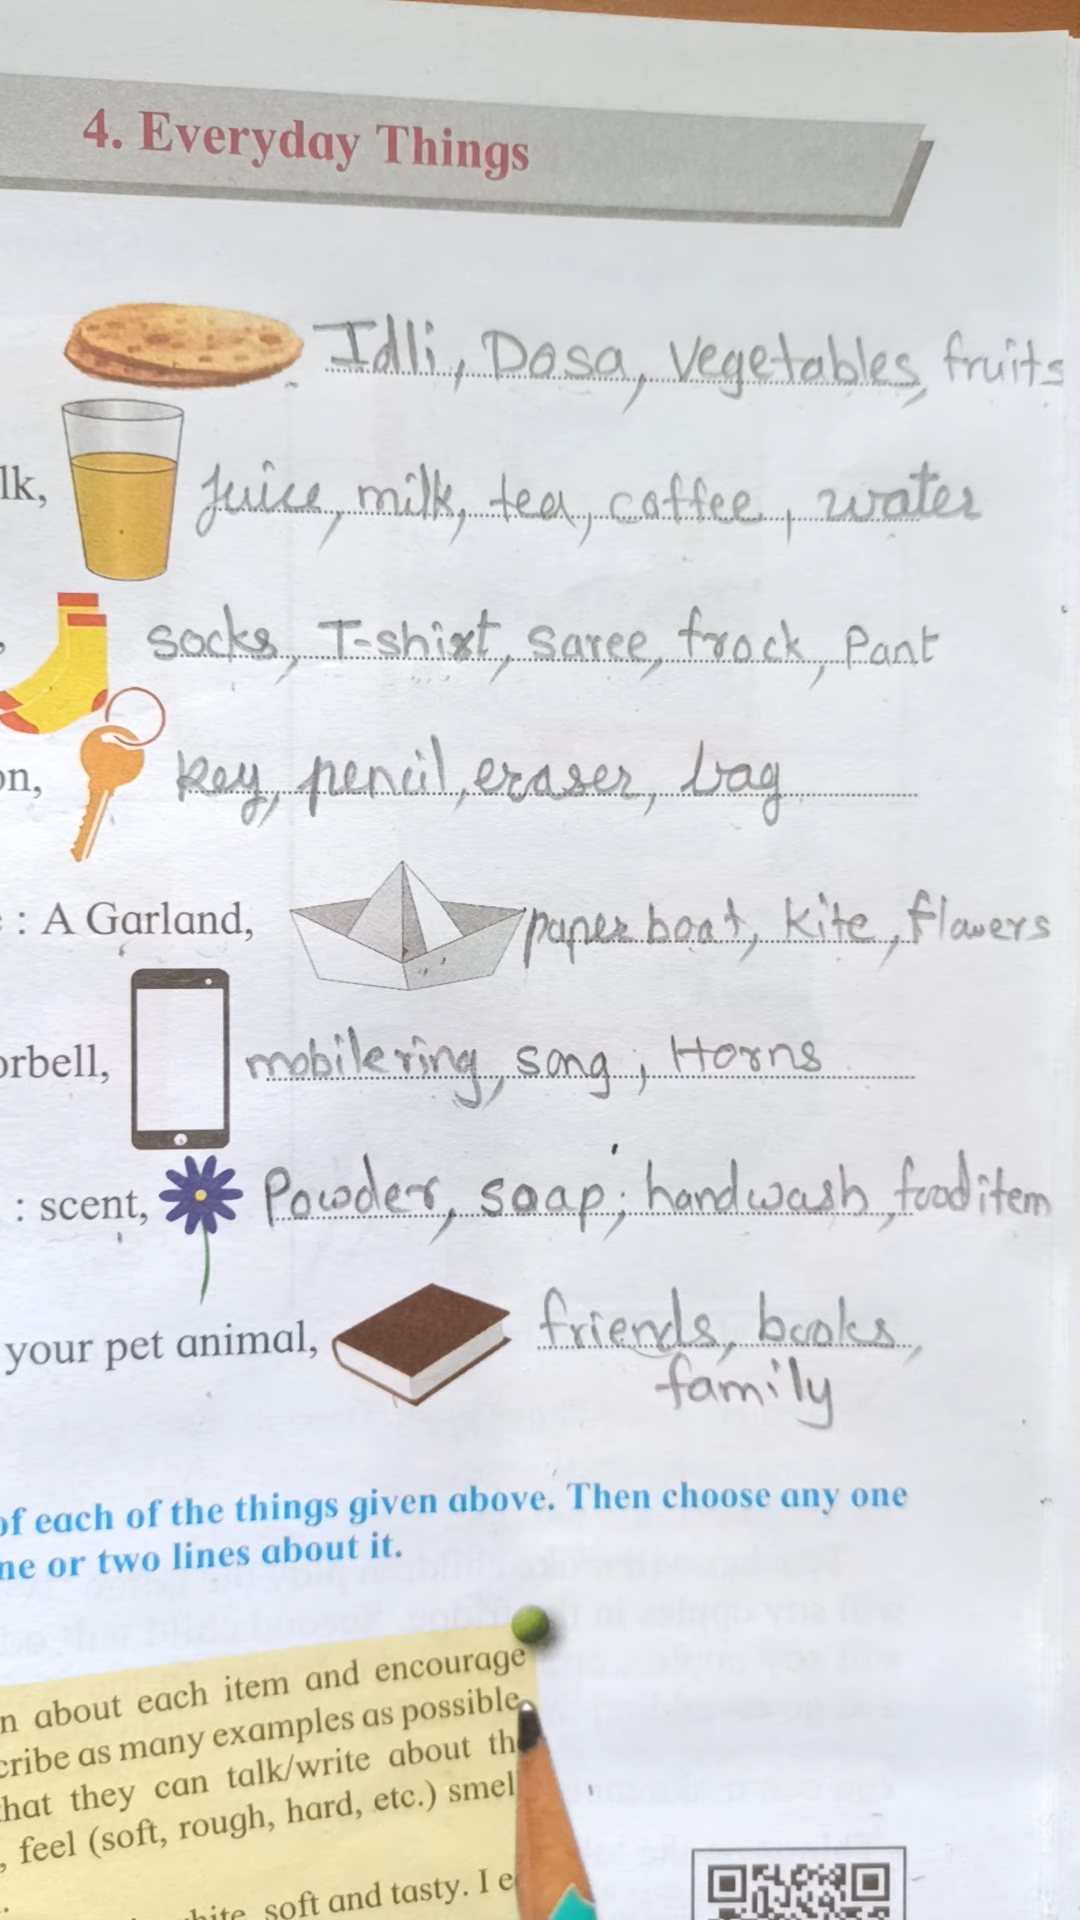 4. Everyday Things
Idli, Dosa, Vegetables, fruits
lk, Juice, milk, tea, coffee, water
socks, T-shirt, Saree, frock, Pant
on, key, pencil, eraser, bag
: A Garland, paper boat, kite, flowers
orbell, mobile ring, song, Horns
: scent, Powder, soap, handwash, food item
your pet animal, friends, books,
family
of each of the things given above. Then choose any one
ne or two lines about it.
n about each item and encourage
cribe as many examples as possible
hat they can talk/write about th
, feel (soft, rough, hard, etc.) smell
soft and tasty. I e